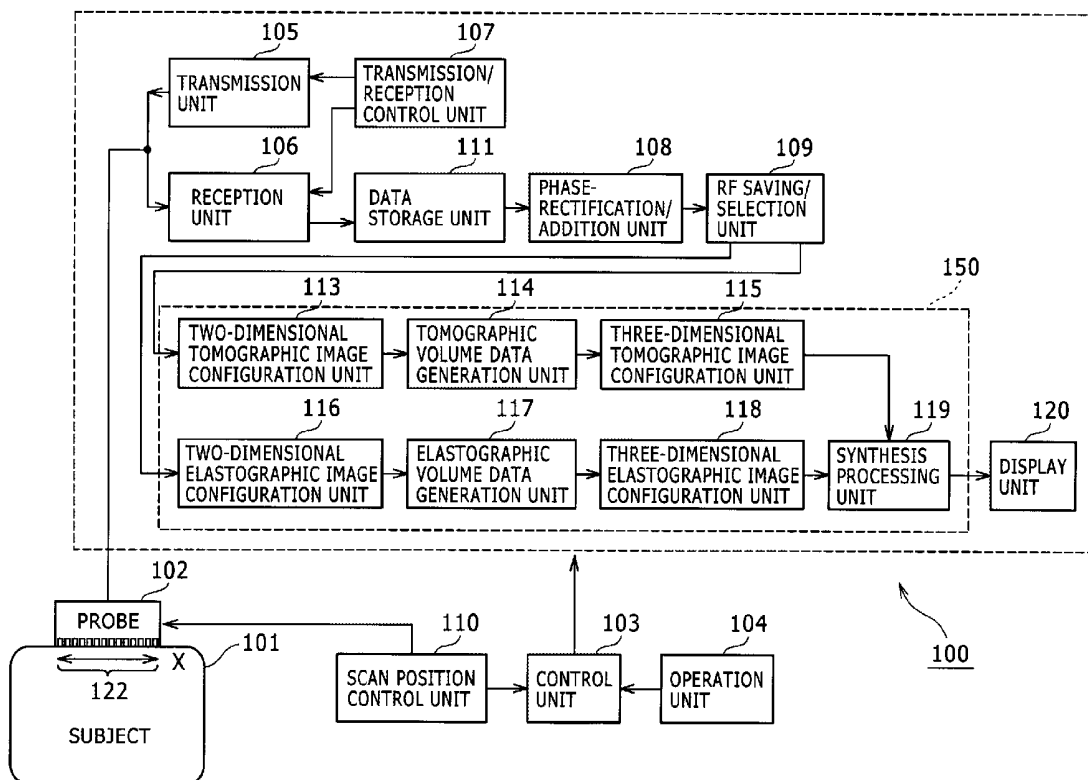 105
107
TRANSMISSION
UNIT
TRANSMISSION/
RECEPTION
CONTROL UNIT
106
111
108
109
RECEPTION
UNIT
DATA
STORAGE UNIT
PHASE-
RECTIFICATION/
ADDITION UNIT
RF SAVING/
SELECTION
UNIT
150
113
114
115
TWO-DIMENSIONAL
TOMOGRAPHIC IMAGE
CONFIGURATION UNIT
TOMOGRAPHIC
VOLUME DATA
GENERATION UNIT
THREE-DIMENSIONAL
TOMOGRAPHIC IMAGE
CONFIGURATION UNIT
116
117
118
119
120
TWO-DIMENSIONAL
ELASTOGRAPHIC IMAGE
CONFIGURATION UNIT
ELASTOGRAPHIC
VOLUME DATA
GENERATION UNIT
THREE-DIMENSIONAL
ELASTOGRAPHIC IMAGE
CONFIGURATION UNIT
SYNTHESIS
PROCESSING
UNIT
DISPLAY
UNIT
102
PROBE
101
X
122
SUBJECT
110
103
104
SCAN POSITION
CONTROL UNIT
CONTROL
UNIT
OPERATION
UNIT
100